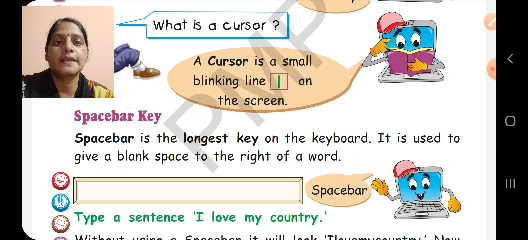 What is a cursor ?
A Cursor is a small
blinking line | on
the screen.
Spacebar Key
Spacebar is the longest key on the keyboard. It is used to
give a blank space to the right of a word.
Spacebar
Type a sentence 'I love my country.'
Without using a Spacebar it will look 'Ilovemycountry.' Now